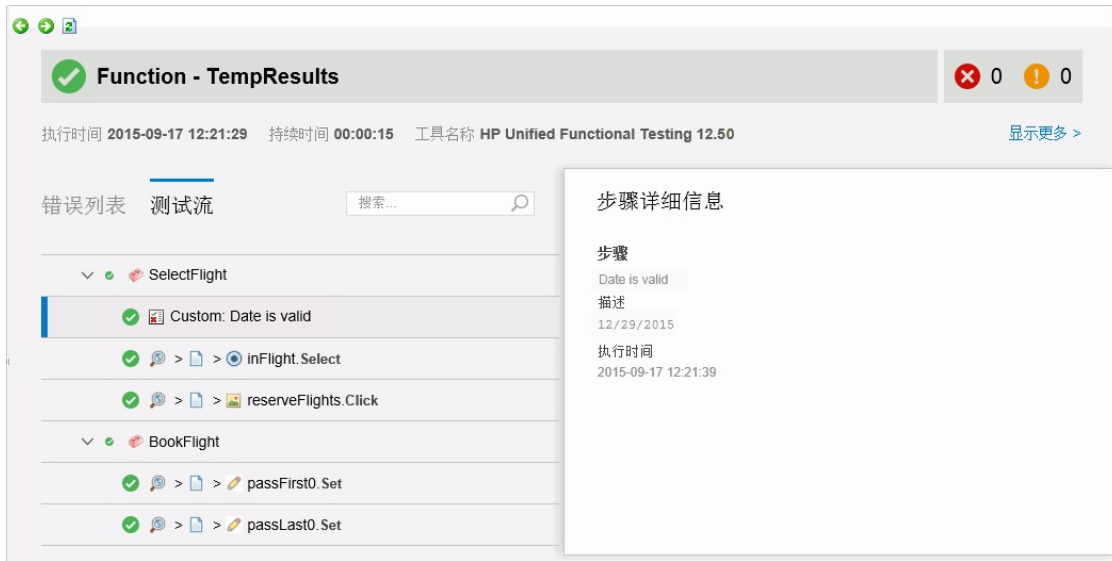 Function - TempResults
0 0
执行时间 2015-09-17 12:21:29 持续时间 00:00:15 工具名称 HP Unified Functional Testing 12.50 显示更多 >
错误列表 测试流 搜索...
SelectFlight
Custom: Date is valid
> > inFlight.Select
> > reserveFlights.Click
BookFlight
> > passFirst0.Set
> > passLast0.Set
步骤详细信息
步骤
Date is valid
描述
12/29/2015
执行时间
2015-09-17 12:21:39